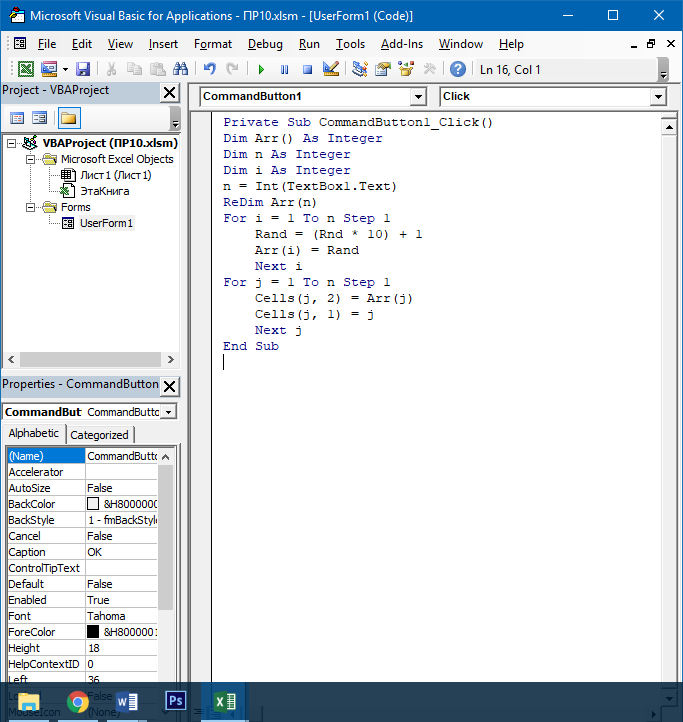 Microsoft Visual Basic for Applications - ПР10.xlsm - [UserForm1 (Code)]
File Edit View Insert Format Debug Run Tools Add-Ins Window Help
Ln 16, Col 1
Project - VBAProject
VBAProject (ПР10.xlsm)
Microsoft Excel Objects
Лист1 (Лист1)
ЭтаКнига
Forms
UserForm1
Properties - CommandButton
CommandBut CommandButto
Alphabetic Categorized
(Name) CommandButto
Accelerator
AutoSize False
BackColor &H8000000
BackStyle 1 - fmBackStyl
Cancel False
Caption OK
ControlTipText
Default False
Enabled True
Font Tahoma
ForeColor &H8000001
Height 18
HelpContextID 0
Left 36
False
MouseIcon (None)
CommandButton1 Click
Private Sub CommandButton1_Click()
Dim Arr() As Integer
Dim n As Integer
Dim i As Integer
n = Int(TextBox1.Text)
ReDim Arr(n)
For i = 1 To n Step 1
    Rand = (Rnd * 10) + 1
    Arr(i) = Rand
    Next i
For j = 1 To n Step 1
    Cells(j, 2) = Arr(j)
    Cells(j, 1) = j
    Next j
End Sub
Ps